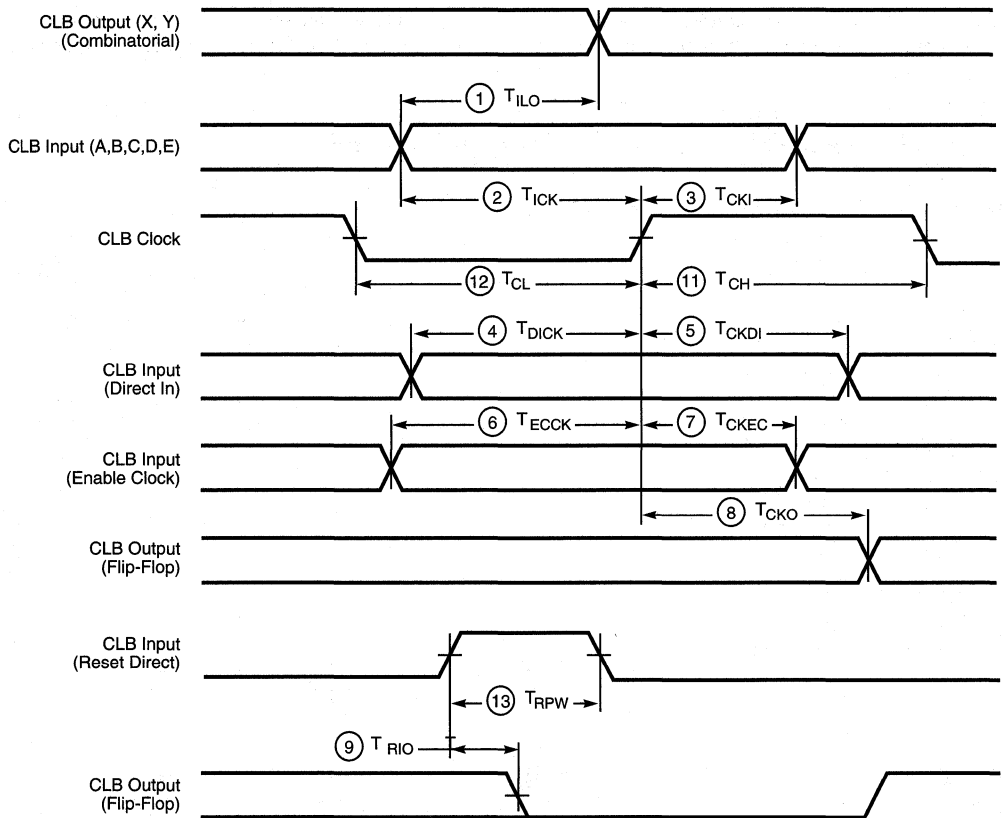 CLB Output (X, Y)
(Combinatorial)
1 TILO
CLB Input (A,B,C,D,E)
2 TICK
3 TCKI
CLB Clock
12 TCL
11 TCH
4 TDICK
5 TCKDI
CLB Input
(Direct In)
6 TECCK
7 TCKEC
CLB Input
(Enable Clock)
8 TCKO
CLB Output
(Flip-Flop)
CLB Input
(Reset Direct)
13 TRPW
9 T RIO
CLB Output
(Flip-Flop)